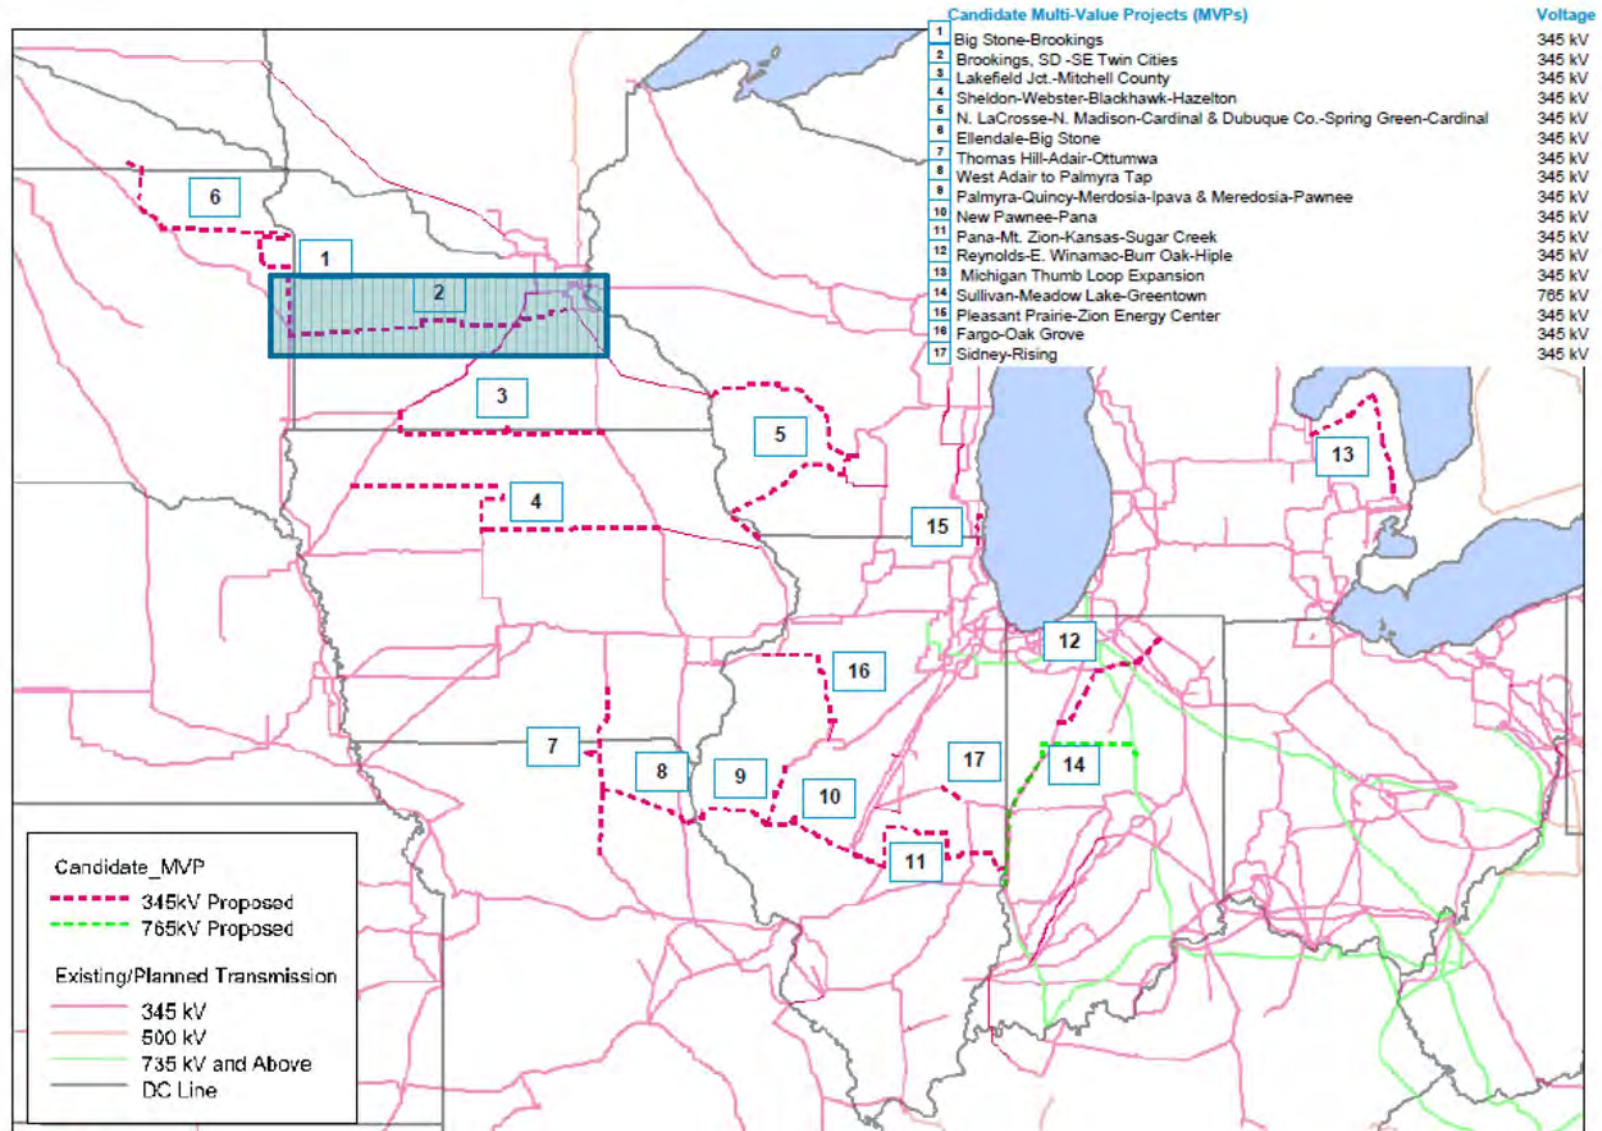 Candidate Multi-Value Projects (MVPs) Voltage
1 Big Stone-Brookings 345 kV
2 Brookings, SD -SE Twin Cities 345 kV
3 Lakefield Jct.-Mitchell County 345 kV
4 Sheldon-Webster-Blackhawk-Hazelton 345 kV
5 N. LaCrosse-N. Madison-Cardinal & Dubuque Co.-Spring Green-Cardinal 345 kV
6 Ellendale-Big Stone 345 kV
7 Thomas Hill-Adair-Ottumwa 345 kV
8 West Adair to Palmyra Tap 345 kV
9 Palmyra-Quincy-Merdosia-Ipava & Meredosia-Pawnee 345 kV
10 New Pawnee-Pana 345 kV
11 Pana-Mt. Zion-Kansas-Sugar Creek 345 kV
12 Reynolds-E. Winamac-Burr Oak-Hiple 345 kV
13 Michigan Thumb Loop Expansion 345 kV
14 Sullivan-Meadow Lake-Greentown 765 kV
15 Pleasant Prairie-Zion Energy Center 345 kV
16 Fargo-Oak Grove 345 kV
17 Sidney-Rising 345 kV
6
1
2
3
5
13
4
15
12
16
7
8
9
17
14
10
11
Candidate_MVP
345kV Proposed
765kV Proposed
Existing/Planned Transmission
345 kV
500 kV
735 kV and Above
DC Line